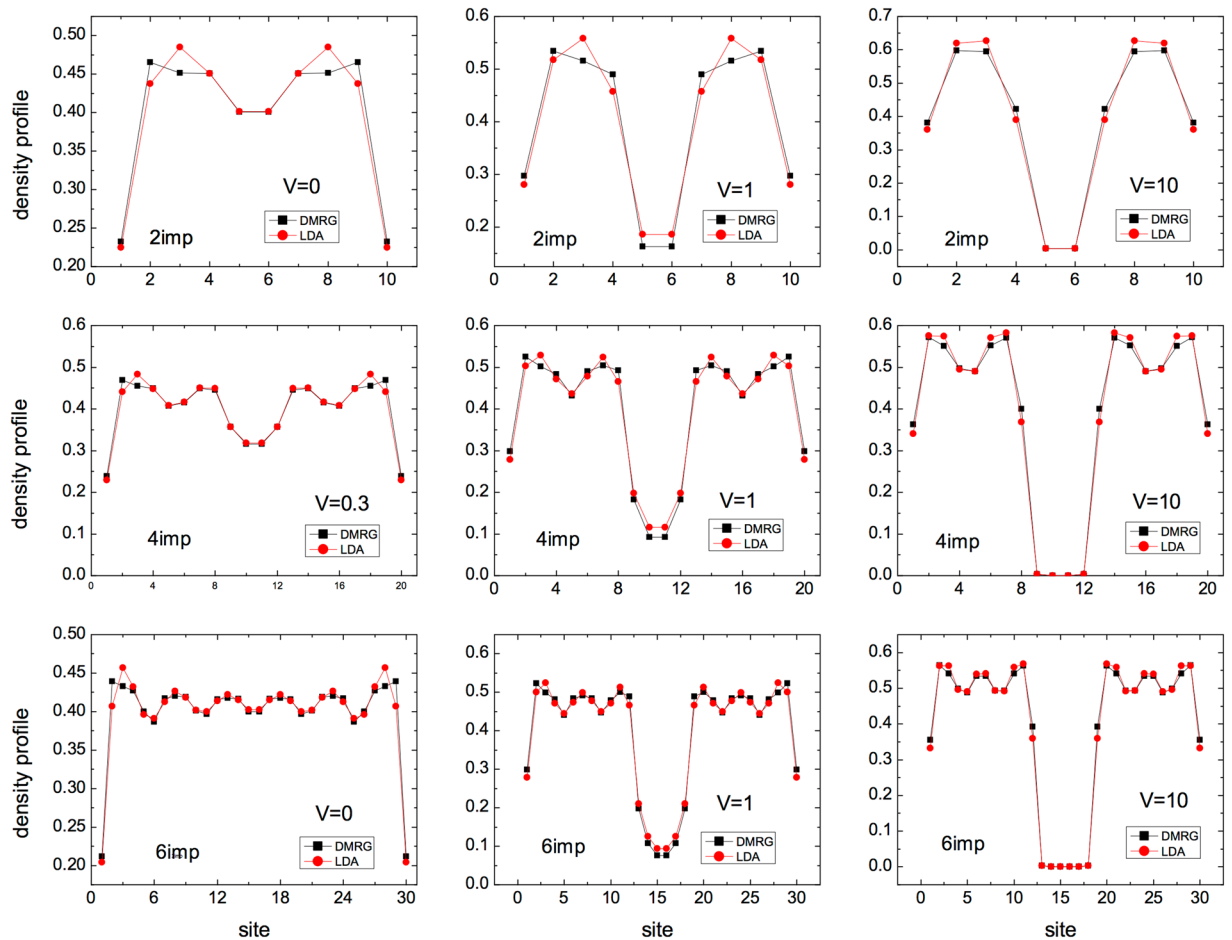 0.50
0.45
0.40
0.35
0.30
0.25
0.20
density profile
V=0
2imp
DMRG
LDA
0 2 4 6 8 10
0.5
0.4
0.3
0.2
V=1
2imp
DMRG
LDA
0 2 4 6 8 10
0.7
0.6
0.5
0.4
0.3
0.2
0.1
0.0
V=10
2imp
DMRG
LDA
0 2 4 6 8 10
0.6
0.5
0.4
0.3
0.2
0.1
0.0
density profile
V=0.3
4imp
DMRG
LDA
0 4 8 12 16 20
0.6
0.5
0.4
0.3
0.2
0.1
0.0
V=1
4imp
DMRG
LDA
0 4 8 12 16 20
0.6
0.5
0.4
0.3
0.2
0.1
0.0
V=10
4imp
DMRG
LDA
0 4 8 12 16 20
0.50
0.45
0.40
0.35
0.30
0.25
0.20
density profile
V=0
6imp
DMRG
LDA
0 6 12 18 24 30
site
0.6
0.5
0.4
0.3
0.2
0.1
0.0
V=1
6imp
DMRG
LDA
0 5 10 15 20 25 30
site
0.6
0.5
0.4
0.3
0.2
0.1
0.0
V=10
6imp
DMRG
LDA
0 5 10 15 20 25 30
site